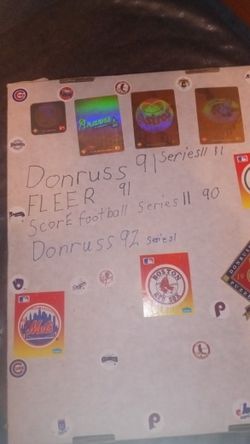 Braves
Donruss 91 Series II
FLEER 91
Score Football Series II 90
Donruss 92 Series I
BOSTON
RED SOX
Mets